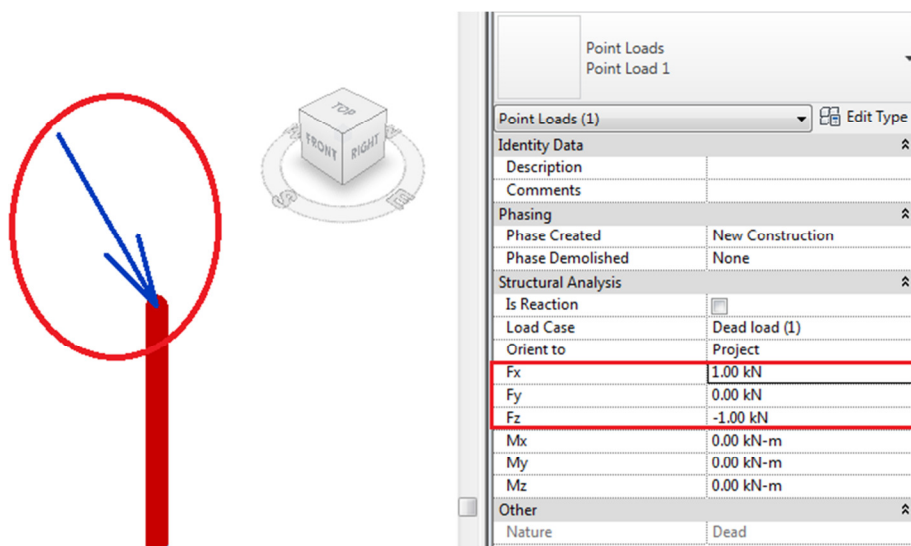 TOP
FRONT
RIGHT
S
E
Point Loads
Point Load 1
Point Loads (1)
Edit Type
Identity Data
Description
Comments
Phasing
Phase Created New Construction
Phase Demolished None
Structural Analysis
Is Reaction
Load Case Dead load (1)
Orient to Project
Fx 1.00 kN
Fy 0.00 kN
Fz -1.00 kN
Mx 0.00 kN-m
My 0.00 kN-m
Mz 0.00 kN-m
Other
Nature Dead